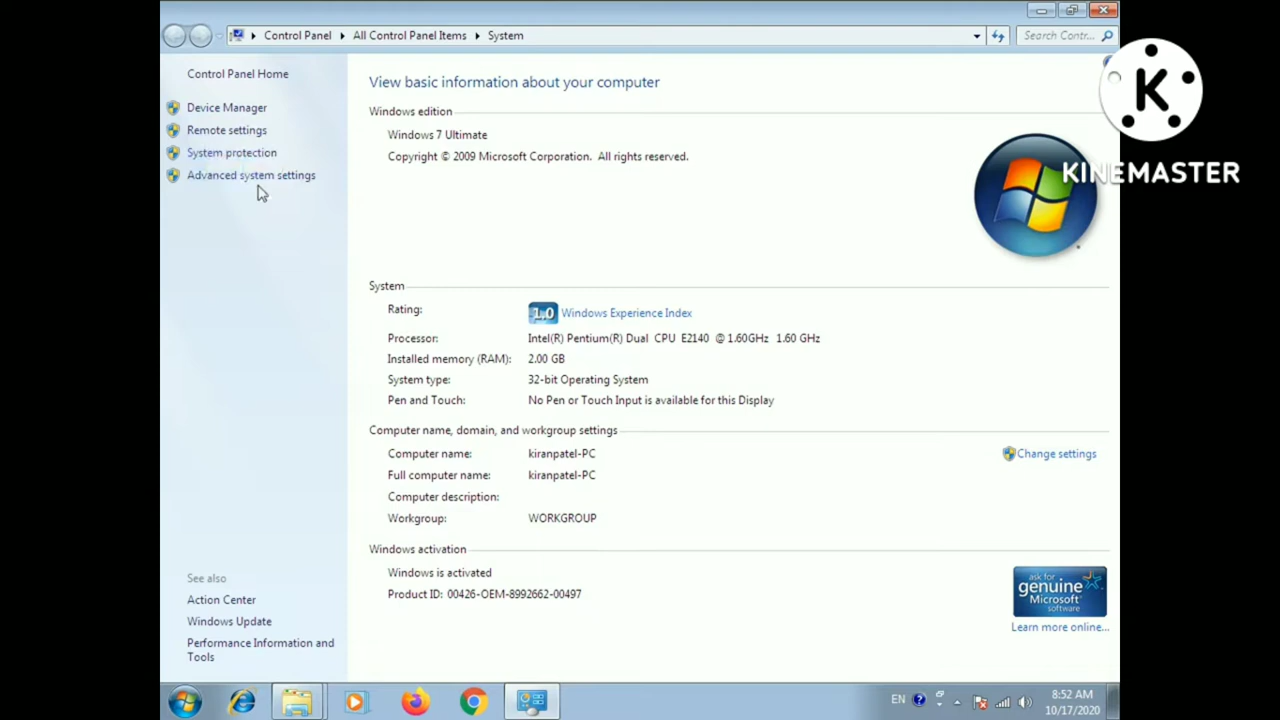 Control Panel
All Control Panel Items
System
Search Contr...
Control Panel Home
Device Manager
Remote settings
System protection
Advanced system settings
View basic information about your computer
Windows edition
Windows 7 Ultimate
Copyright © 2009 Microsoft Corporation. All rights reserved.
K
KINEMASTER
System
Rating: 1.0 Windows Experience Index
Processor: Intel(R) Pentium(R) Dual CPU E2140 @ 1.60GHz 1.60 GHz
Installed memory (RAM): 2.00 GB
System type: 32-bit Operating System
Pen and Touch: No Pen or Touch Input is available for this Display
Computer name, domain, and workgroup settings
Computer name: kiranpatel-PC
Change settings
Full computer name: kiranpatel-PC
Computer description:
Workgroup: WORKGROUP
Windows activation
Windows is activated
Product ID: 00426-OEM-8992662-00497
ask for
genuine
Microsoft
software
Learn more online...
See also
Action Center
Windows Update
Performance Information and
Tools
EN
8:52 AM
10/17/2020